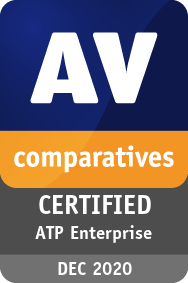 AV
comparatives
CERTIFIED
ATP Enterprise
DEC 2020